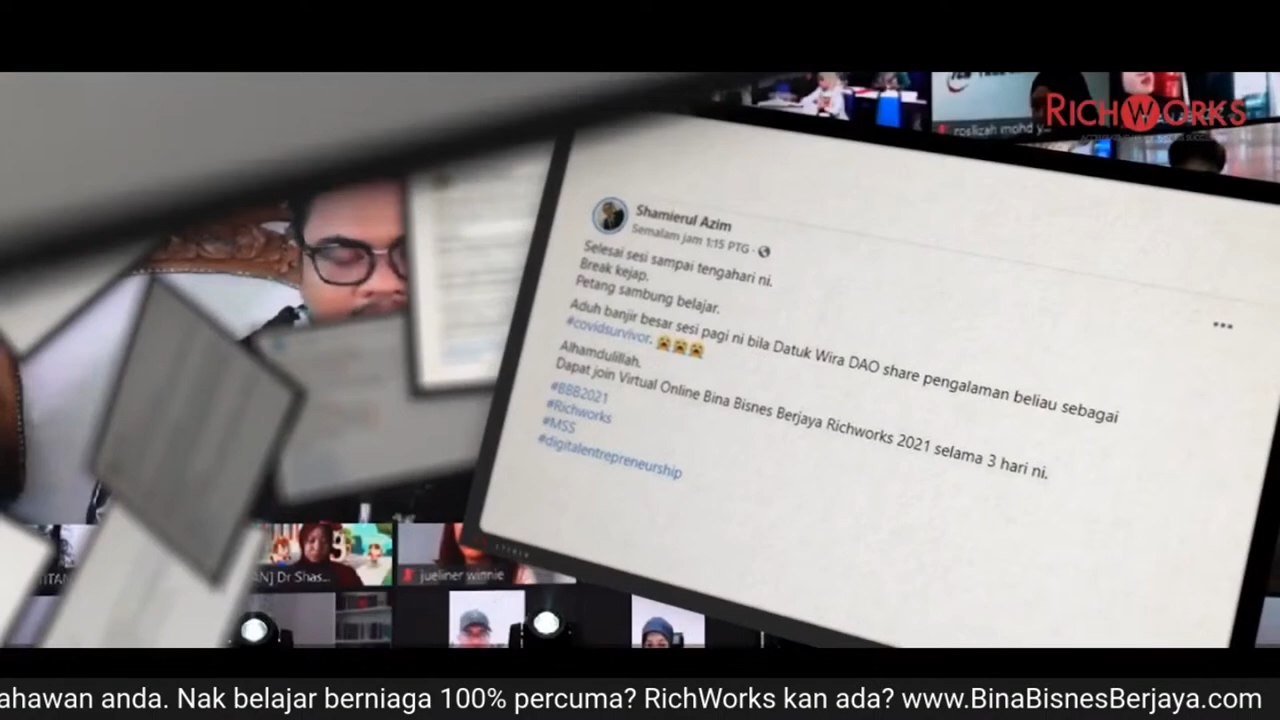 RICHWORKS
roslizah mohd y...
Shamierul Azim
Semalam jam 1:15 PTG
Selesai sesi sampai tengahari ni.
Break kejap.
Petang sambung belajar.
Aduh banjir besar sesi pagi ni bila Datuk Wira DAO share pengalaman beliau sebagai
#covidsurvivor.
Alhamdulillah.
Dapat join Virtual Online Bina Bisnes Berjaya Richworks 2021 selama 3 hari ni.
#BBB2021
#Richworks
#MSS
#digitalentrepreneurship
AN] Dr Shas...
jueliner winnie
ahawan anda. Nak belajar berniaga 100% percuma? RichWorks kan ada? www.BinaBisnesBerjaya.com